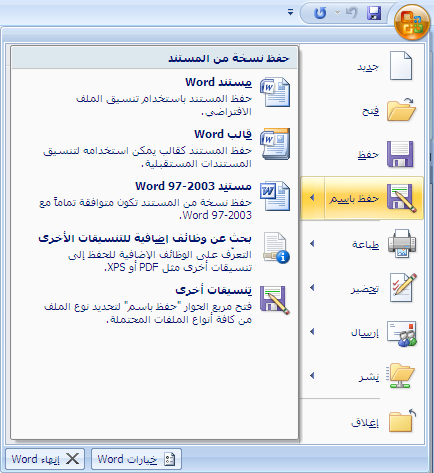 جديد
فتح
حفظ
حفظ باسم
طباعة
تحضير
إرسال
نشر
إغلاق
حفظ نسخة من المستند
مستند Word
حفظ المستند باستخدام تنسيق الملف
الافتراضي.
قالب Word
حفظ المستند كقالب يمكن استخدامه لتنسيق
المستندات المستقبلية.
مستند Word 97-2003
حفظ نسخة من المستند تكون متوافقة تماماً مع
Word 97-2003.
بحث عن وظائف إضافية للتنسيقات الأخرى
التعرّف على الوظائف الإضافية للحفظ إلى
تنسيقات أخرى مثل PDF أو XPS.
تنسيقات أخرى
فتح مربع الحوار "حفظ باسم" لتحديد نوع الملف
من كافة أنواع الملفات المحتملة.
خيارات Word
إنهاء Word